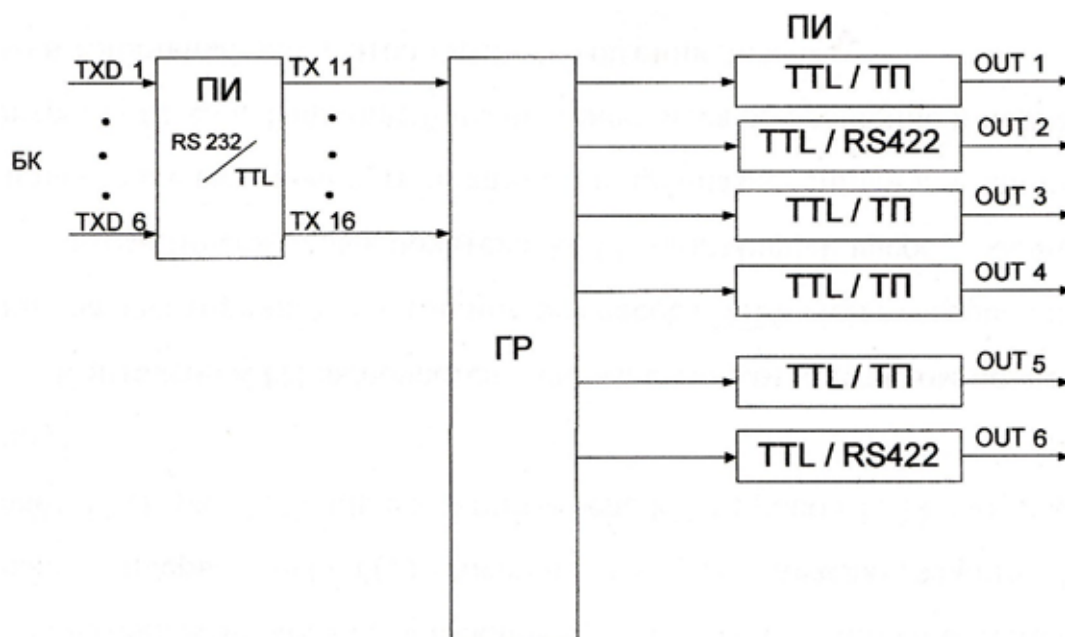 ПИ
TXD 1
TX 11
ПИ
RS 232
/
TTL
БК
TXD 6
TX 16
ГР
TTL / ТП
OUT 1
TTL / RS422
OUT 2
TTL / ТП
OUT 3
TTL / ТП
OUT 4
TTL / ТП
OUT 5
TTL / RS422
OUT 6